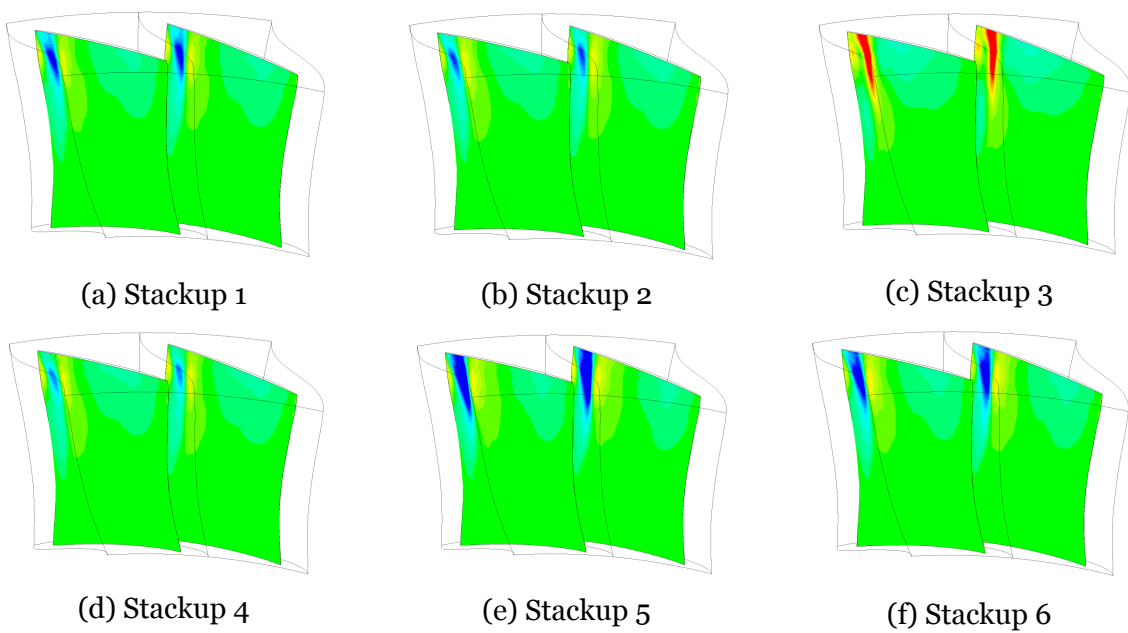 (a) Stackup 1
(b) Stackup 2
(c) Stackup 3
(d) Stackup 4
(e) Stackup 5
(f) Stackup 6